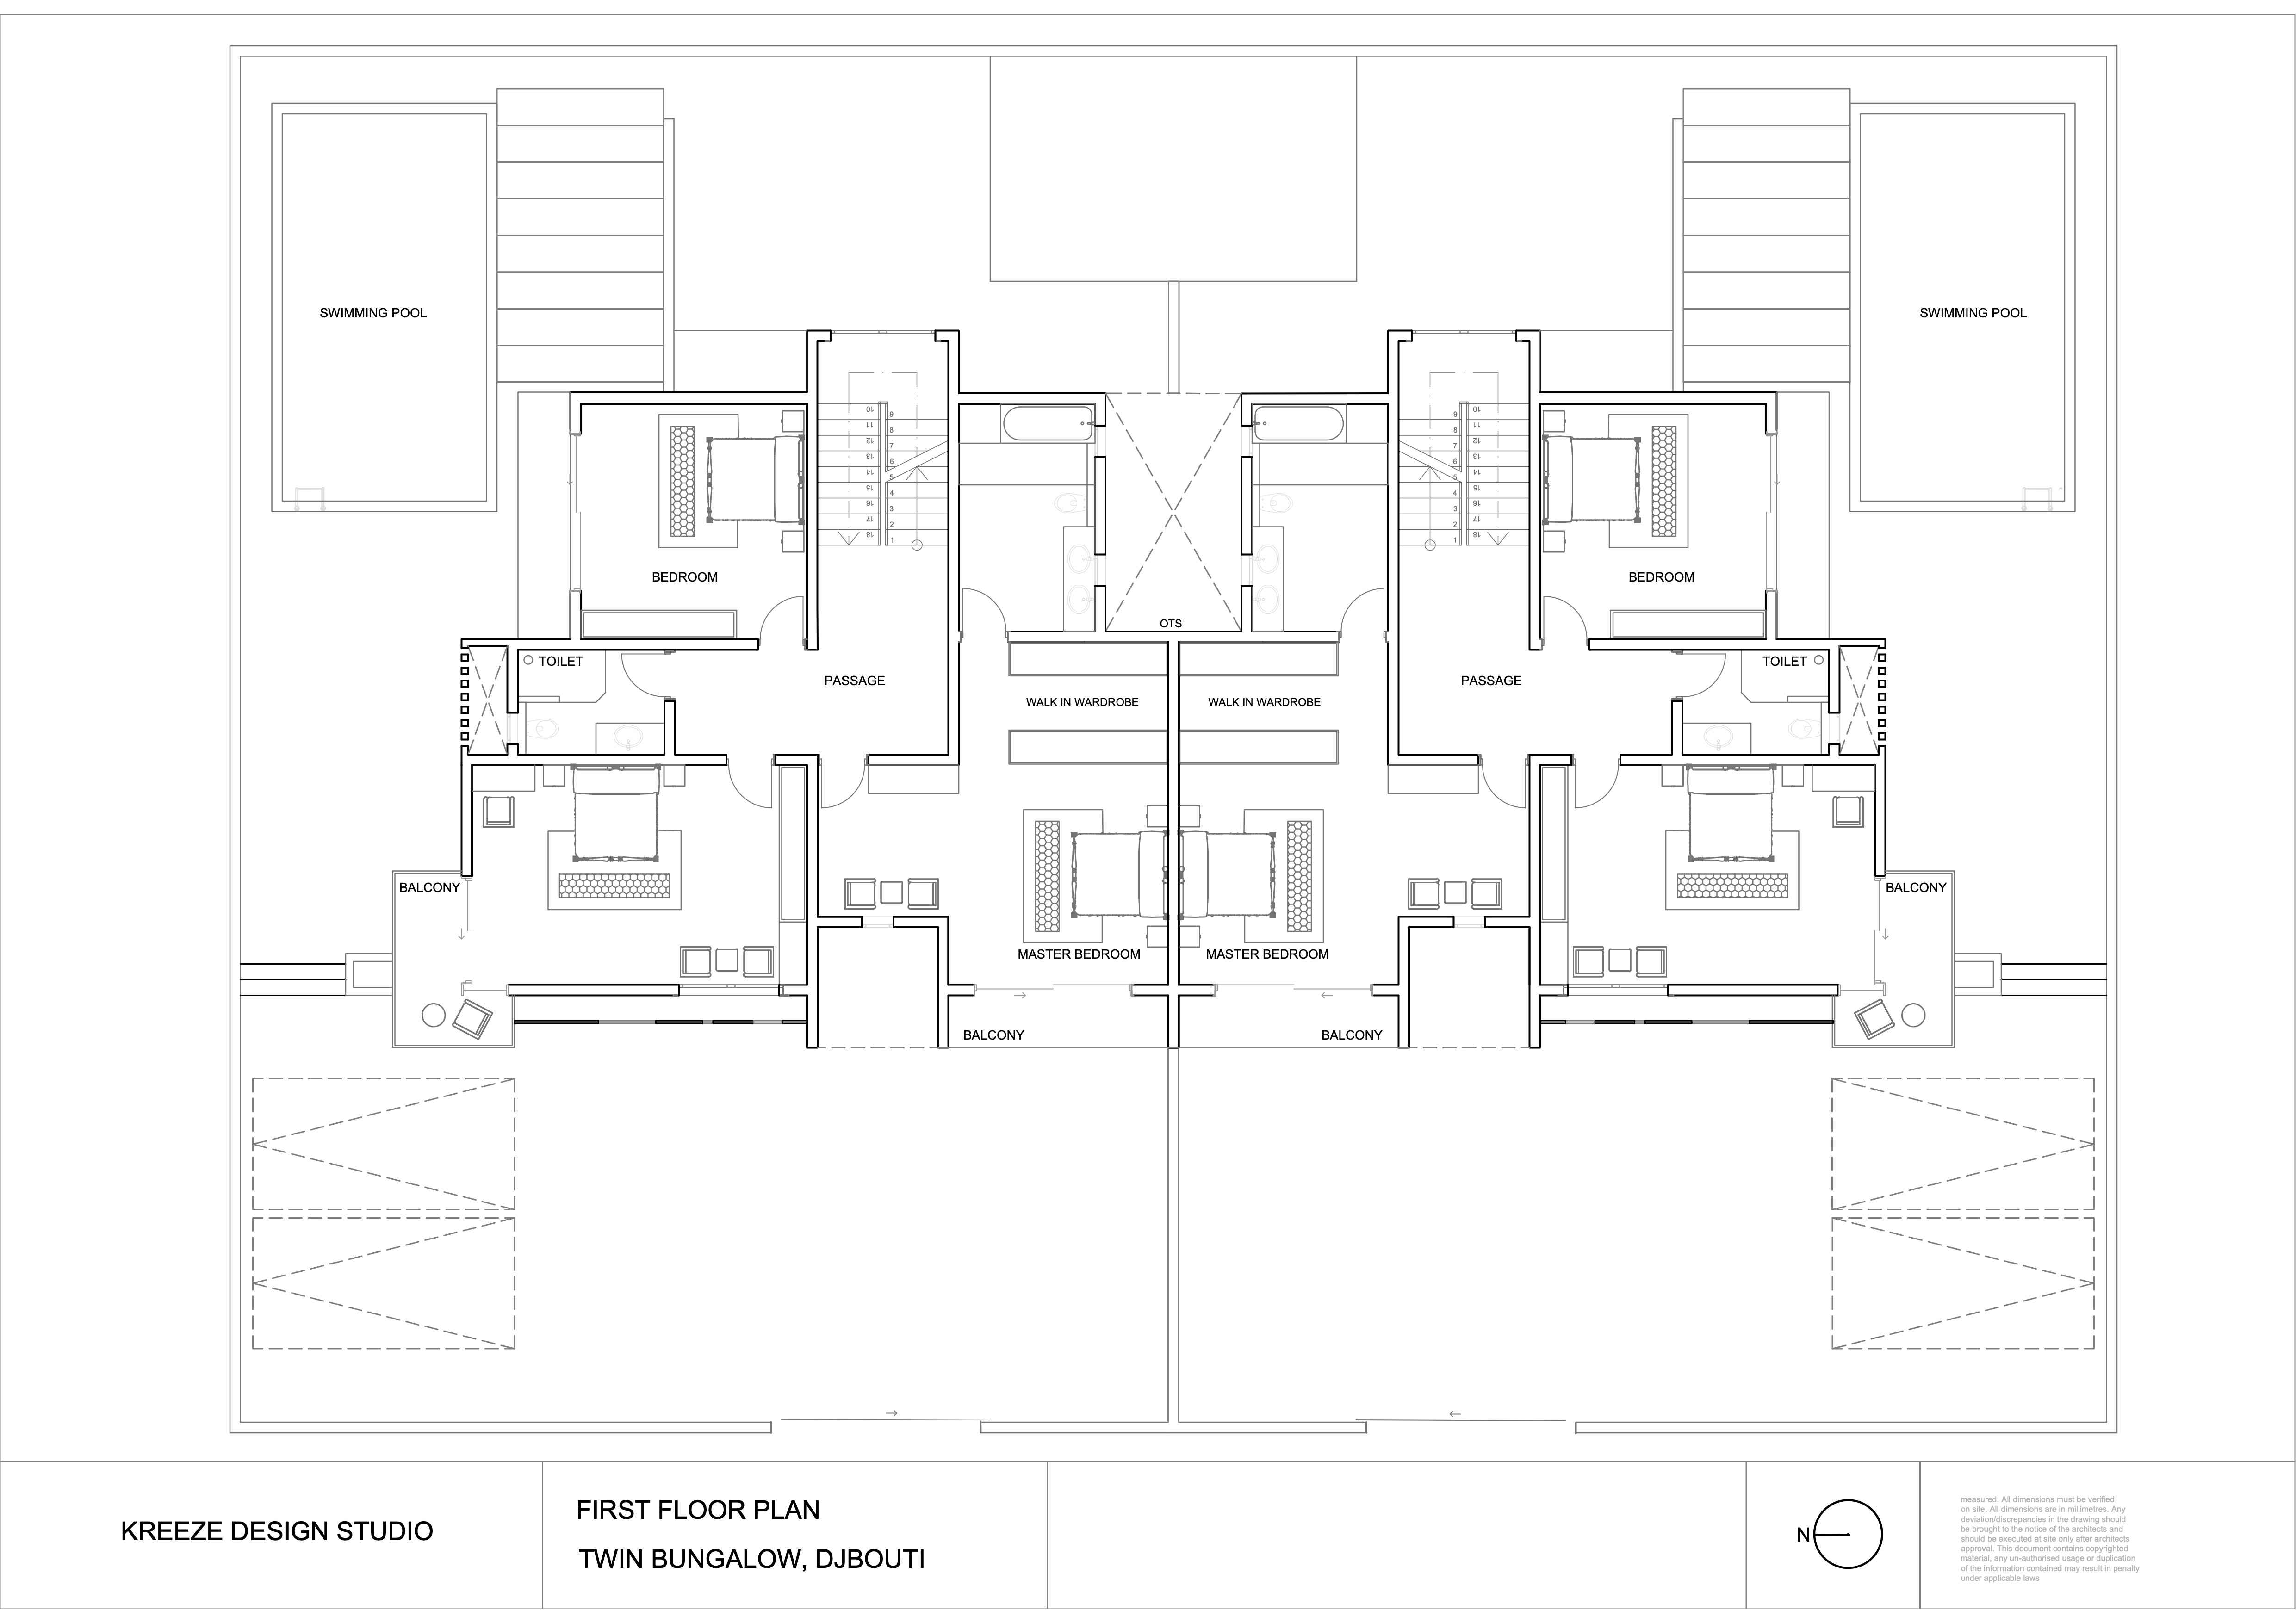 SWIMMING POOL
SWIMMING POOL
10
11
12
13
14
15
16
17
18
9
8
7
6
5
4
3
2
1
9
8
7
6
5
4
3
2
1
10
11
12
13
14
15
16
17
18
BEDROOM
BEDROOM
OTS
TOILET
TOILET
PASSAGE
PASSAGE
WALK IN WARDROBE
WALK IN WARDROBE
BALCONY
BALCONY
MASTER BEDROOM
MASTER BEDROOM
BALCONY
BALCONY
KREEZE DESIGN STUDIO
FIRST FLOOR PLAN
TWIN BUNGALOW, DJBOUTI
N
measured. All dimensions must be verified
on site. All dimensions are in millimetres. Any
deviation/discrepancies in the drawing should
be brought to the notice of the architects and
should be executed at site only after architects
approval. This document contains copyrighted
material, any un-authorised usage or duplication
of the information contained may result in penalty
under applicable laws